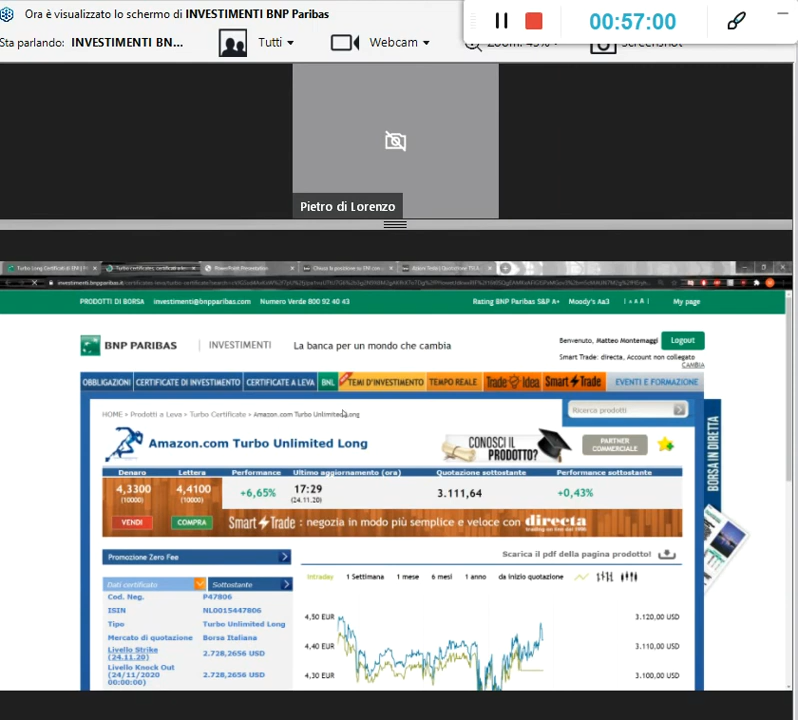 Ora è visualizzato lo schermo di INVESTIMENTI BNP Paribas
00:57:00
Sta parlando: INVESTIMENTI BN...
Tutti
Webcam
Pietro di Lorenzo
PowerPoint Presentation
PRODOTTI DI BORSA investimenti@bnpparibas.com Numero Verde 800 92 40 43 Rating BNP Paribas S&P A+ Moody's Aa3 My page
BNP PARIBAS INVESTIMENTI La banca per un mondo che cambia
Benvenuto, Matteo Montemaggi Logout
Smart Trade: directa, Account non collegato
CAMBIA
OBBLIGAZIONI CERTIFICATE DI INVESTIMENTO CERTIFICATE A LEVA BNL TEMI D'INVESTIMENTO TEMPO REALE Trade Idea Smart Trade EVENTI E FORMAZIONE
HOME » Prodotti a Leva » Turbo Certificate » Amazon.com Turbo Unlimited Long
Ricerca prodotti
Amazon.com Turbo Unlimited Long
CONOSCI IL PRODOTTO?
PARTNER COMMERCIALE
BORSA IN DIRETTA
Denaro Lettera Performance Ultimo aggiornamento (ora) Quotazione sottostante Performance sottostante
4,3300 (10000) 4,4100 (10000) +6,65% 17:29 (24.11.20) 3.111,64 +0,43%
VENDI COMPRA Smart Trade : negozia in modo più semplice e veloce con directa
Promozione Zero Fee
Scarica il pdf della pagina prodotto!
Dati certificato Sottostante
Intraday 1 Settimana 1 mese 6 mesi 1 anno da inizio quotazione
Cod. Neg. P47806
ISIN NL0015447806
Tipo Turbo Unlimited Long
Mercato di quotazione Borsa Italiana
Livello Strike (24.11.20) 2.728,2656 USD
Livello Knock Out (24/11/2020 00:00:00) 2.728,2656 USD
4,50 EUR 3.120,00 USD
4,40 EUR 3.110,00 USD
4,30 EUR 3.100,00 USD